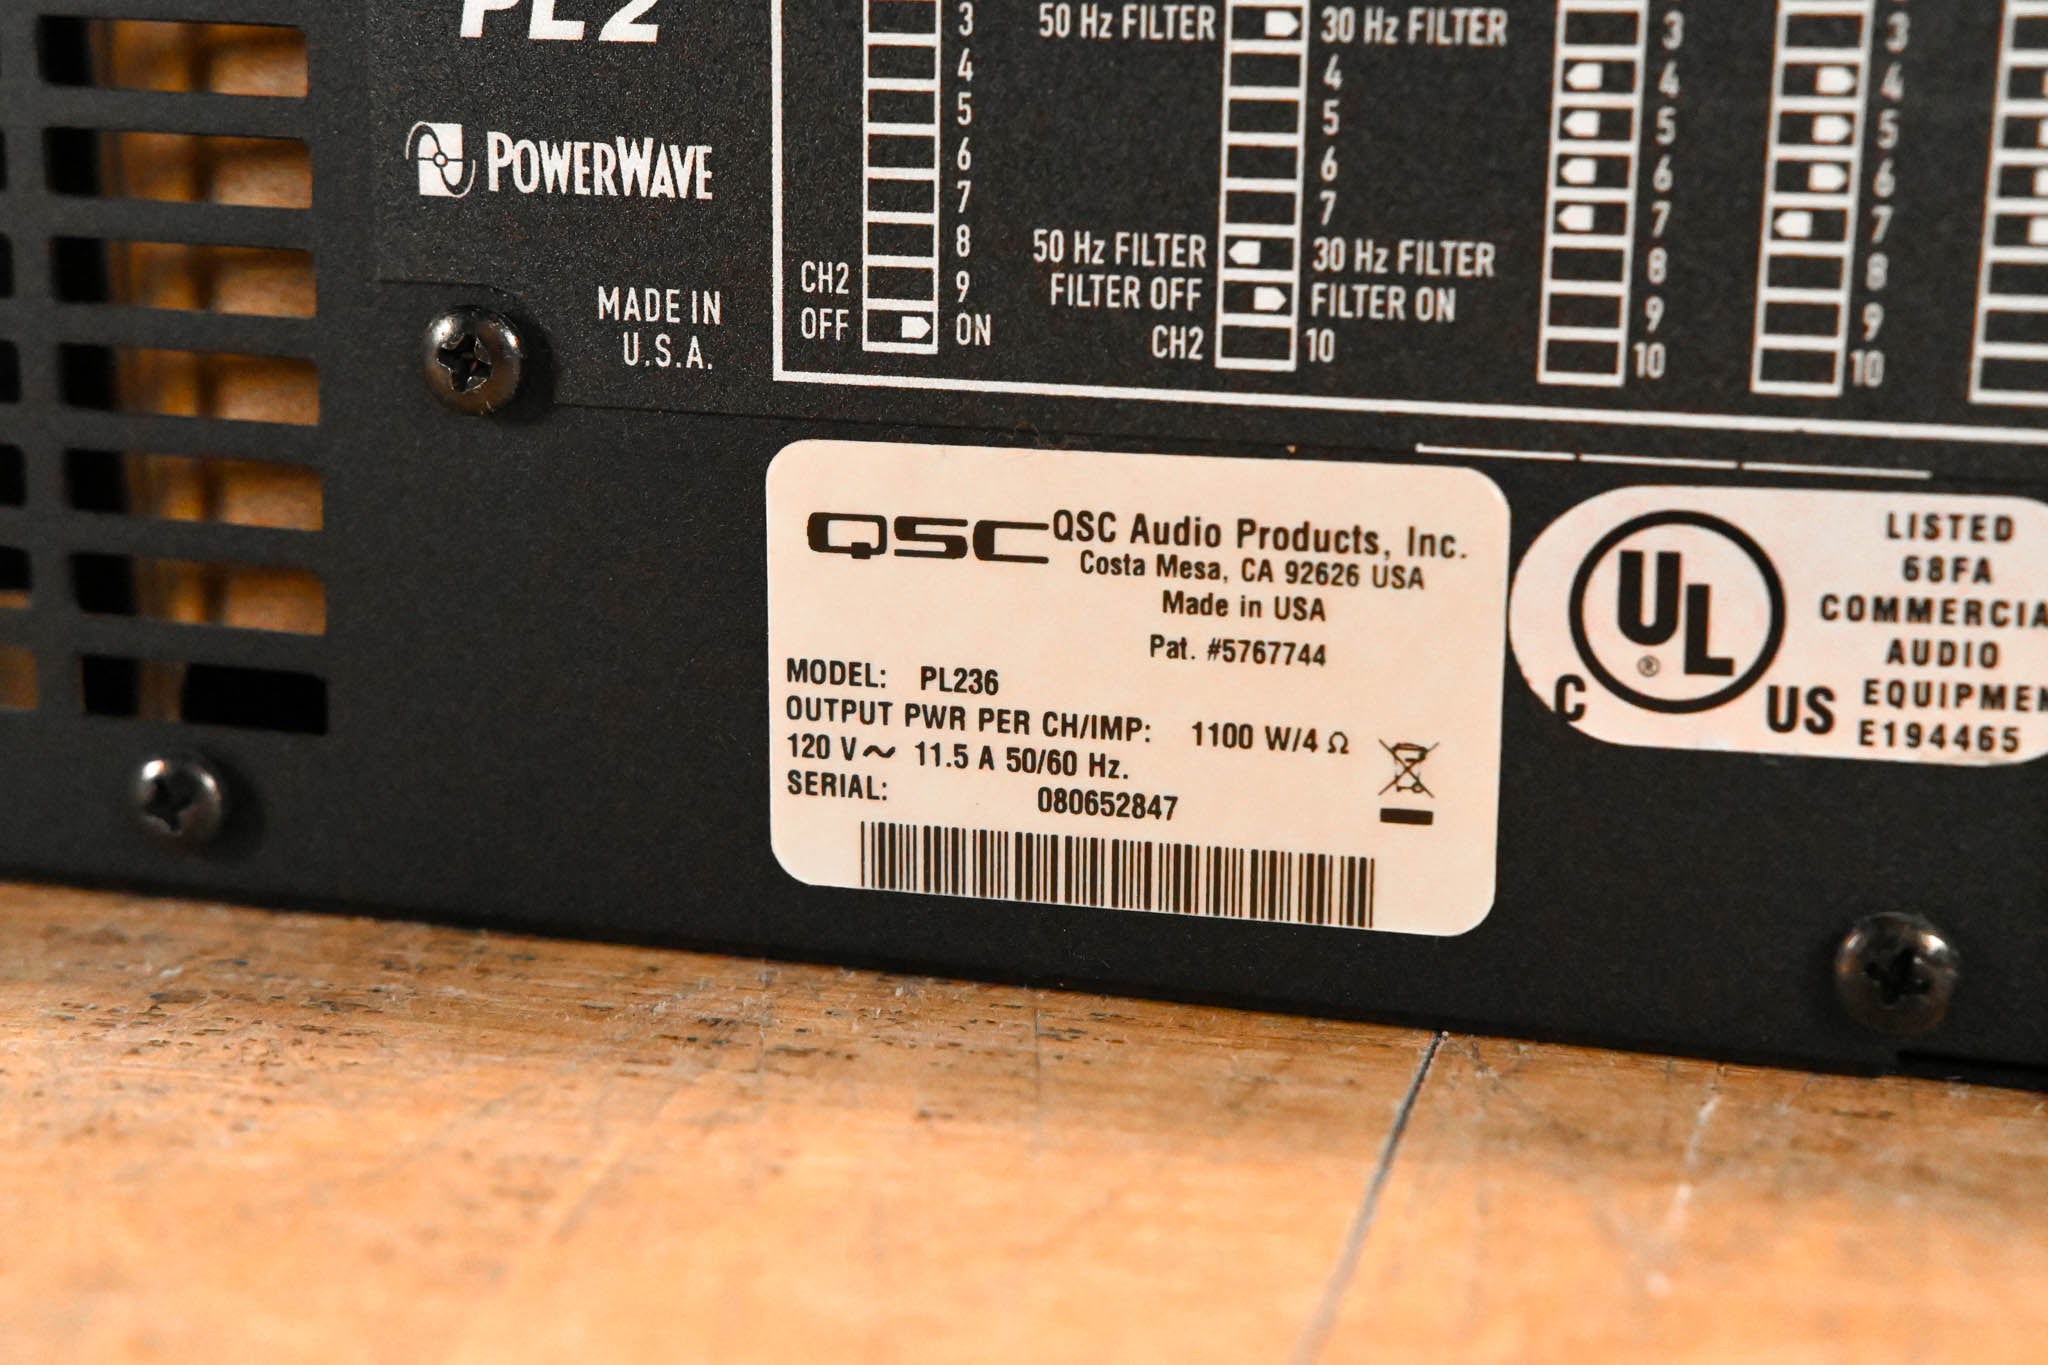 PL2
POWERWAVE
MADE IN
U.S.A.
3
4
5
6
7
8
CH2 9
OFF ON
50 Hz FILTER 30 Hz FILTER
4
5
6
7
50 Hz FILTER 30 Hz FILTER
FILTER OFF FILTER ON
CH2 10
3
4
5
6
7
8
9
10
3
4
5
6
7
8
9
10
QSC QSC Audio Products, Inc.
Costa Mesa, CA 92626 USA
Made in USA
Pat. #5767744
MODEL: PL236
OUTPUT PWR PER CH/IMP: 1100 W/4 Ω
120 V~ 11.5 A 50/60 Hz.
SERIAL: 080652847
C UL ® US
LISTED
68FA
COMMERCIA
AUDIO
EQUIPMEN
E194465